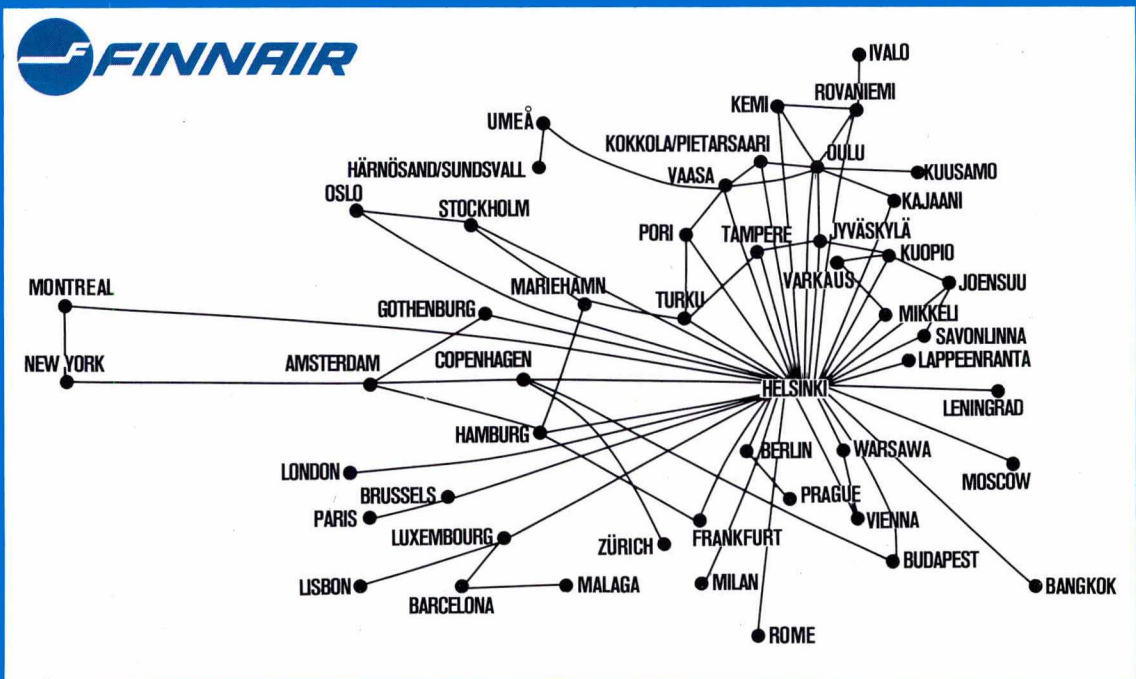 FINNAIR
IVALO
ROVANIEMI
KEMI
UMEÅ
KOKKOLA/PIETARSAARI
OULU
HÄRNÖSAND/SUNDSVALL
VAASA
KUUSAMO
OSLO
STOCKHOLM
KAJAANI
PORI
TAMPERE
JYVÄSKYLÄ
KUOPIO
VARKAUS
JOENSUU
MONTREAL
MARIEHAMN
GOTHENBURG
TURKU
MIKKELI
SAVONLINNA
NEW YORK
AMSTERDAM
COPENHAGEN
LAPPEENRANTA
HELSINKI
LENINGRAD
HAMBURG
BERLIN
WARSAWA
LONDON
MOSCOW
BRUSSELS
PRAGUE
PARIS
VIENNA
LUXEMBOURG
ZÜRICH
FRANKFURT
BUDAPEST
LISBON
BARCELONA
MALAGA
MILAN
BANGKOK
ROME